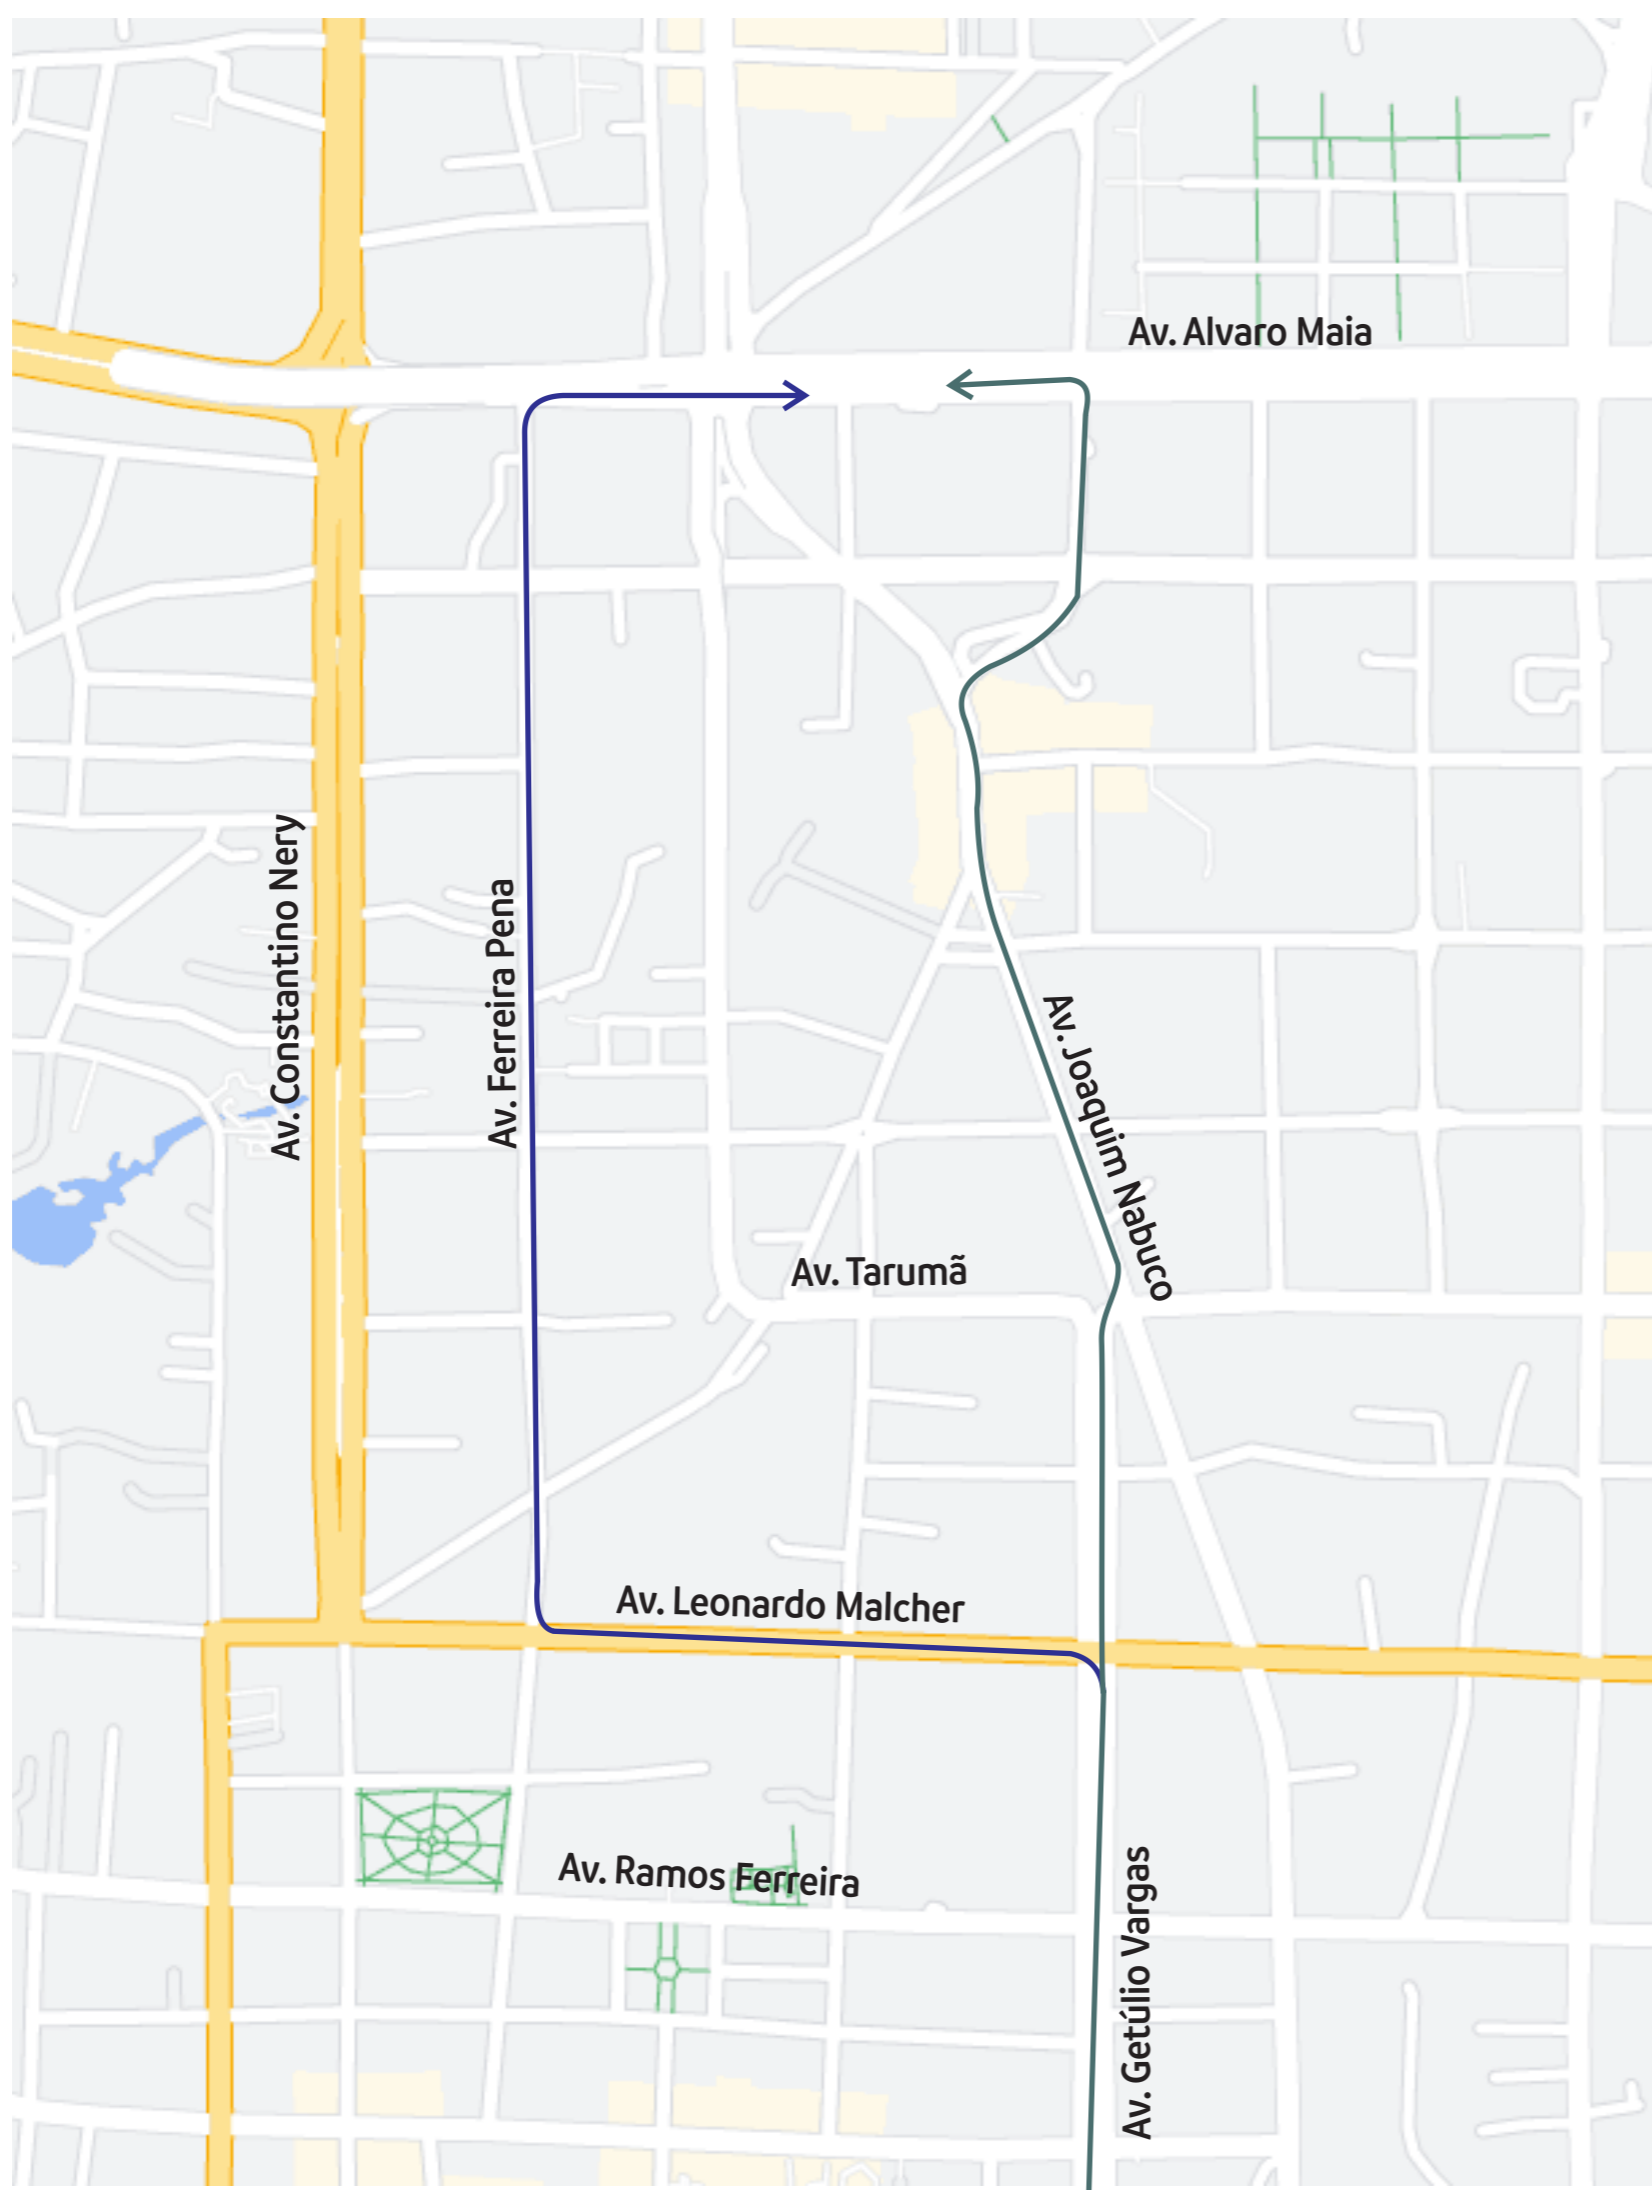 Av. Alvaro Maia
Av. Constantino Nery
Av. Ferreira Pena
Av. Joaquim Nabuco
Av. Tarumã
Av. Leonardo Malcher
Av. Ramos Ferreira
Av. Getúlio Vargas